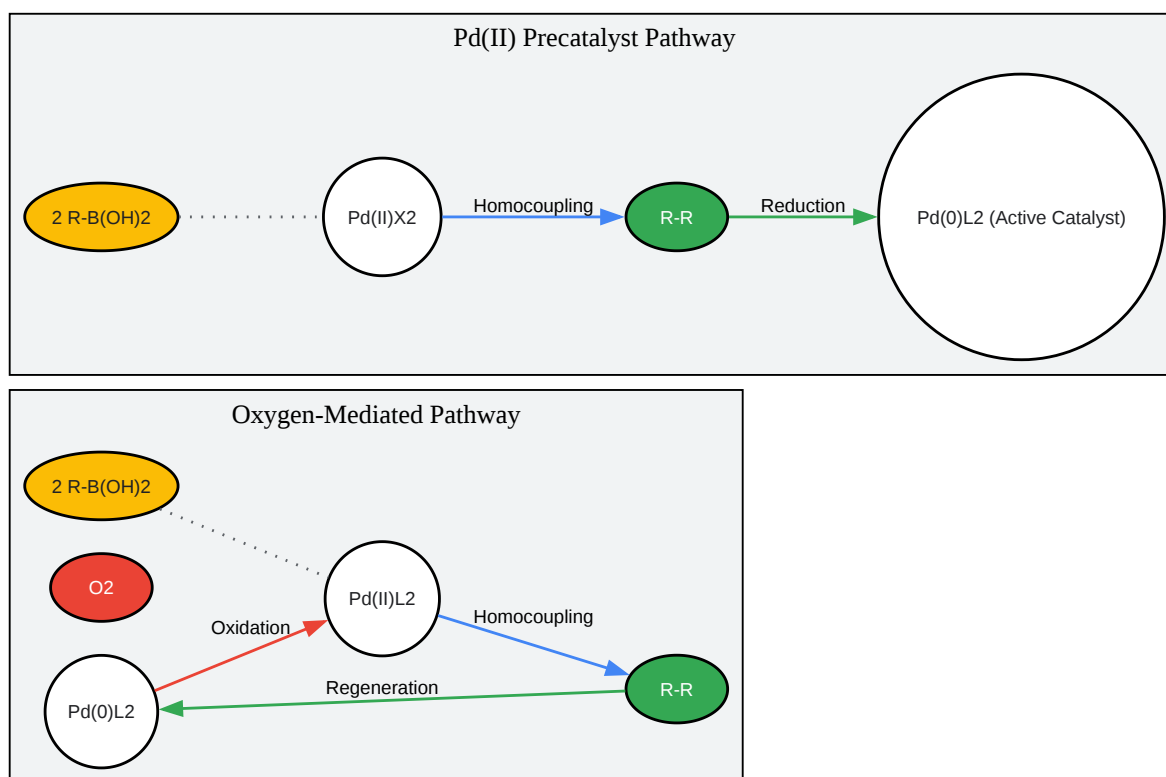 Pd(II) Precatalyst Pathway
2 R-B(OH)2
Pd(II)X2
Homocoupling
R-R
Reduction
Pd(0)L2 (Active Catalyst)
Oxygen-Mediated Pathway
2 R-B(OH)2
O2
Pd(0)L2
Oxidation
Pd(II)L2
Homocoupling
R-R
Regeneration